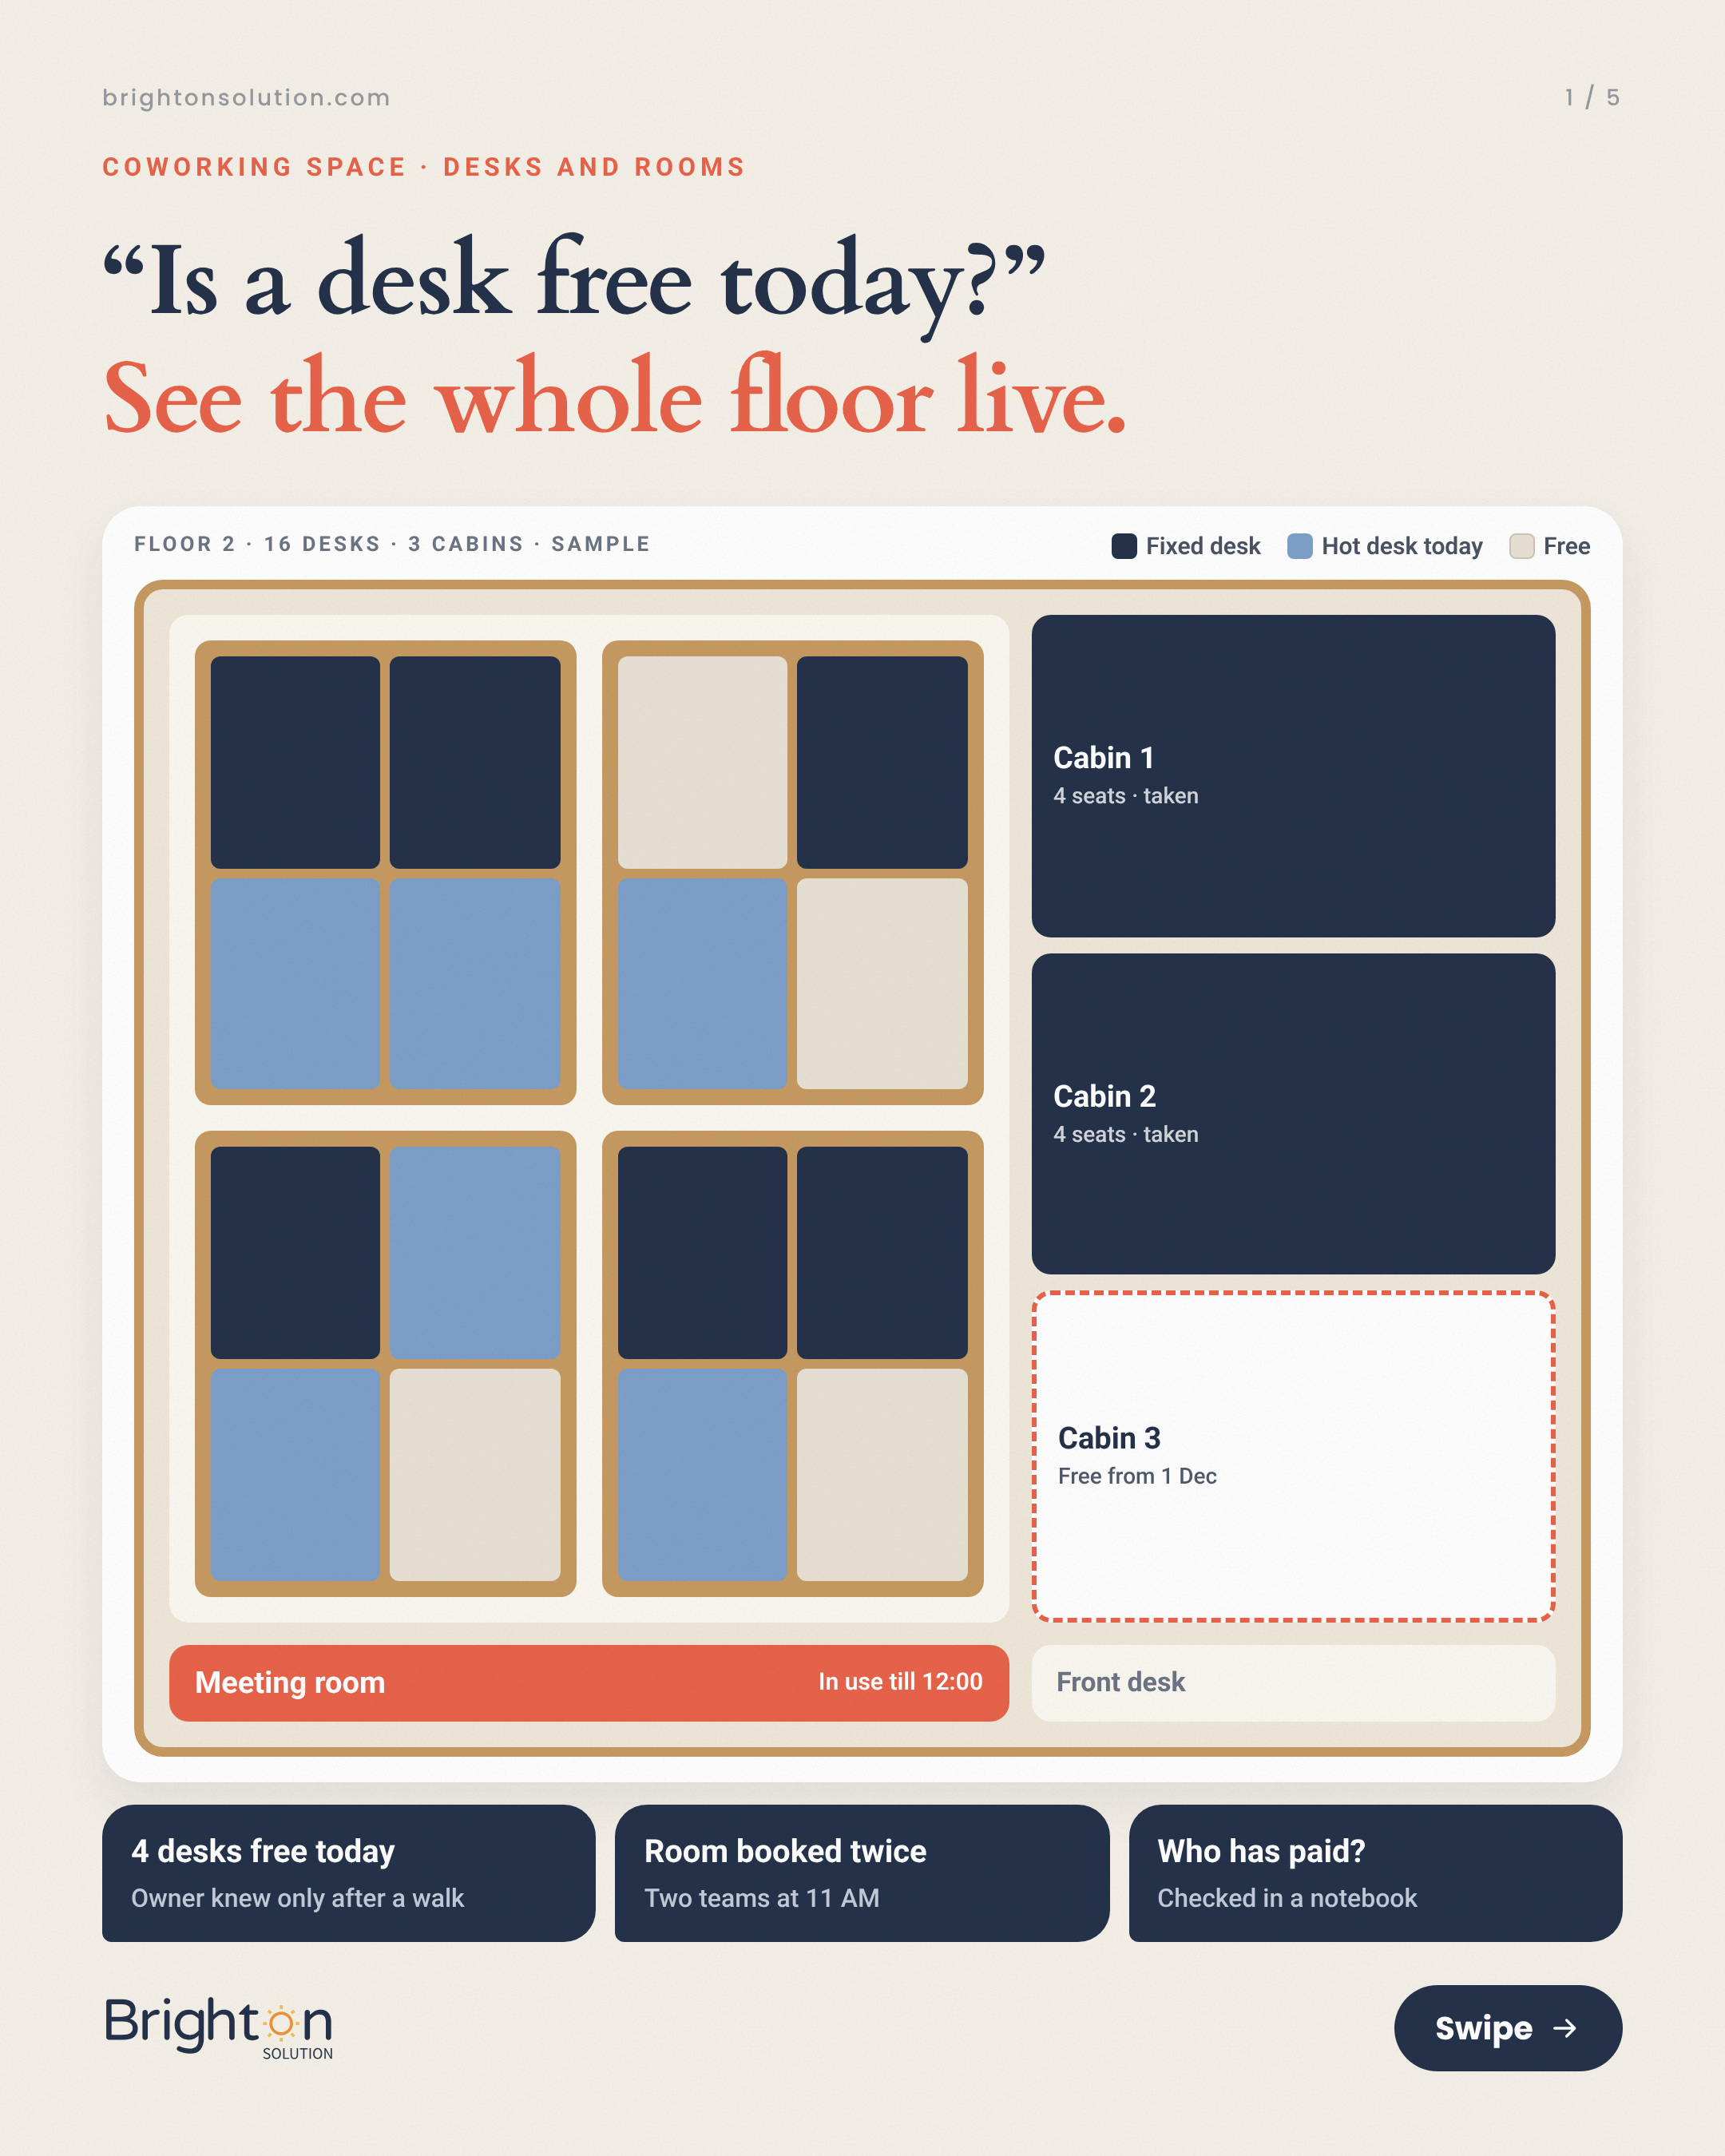 brightonsolution.com
1 / 5
COWORKING SPACE · DESKS AND ROOMS
“Is a desk free today?”
See the whole floor live.
FLOOR 2 · 16 DESKS · 3 CABINS · SAMPLE
Fixed desk
Hot desk today
Free
Cabin 1
4 seats · taken
Cabin 2
4 seats · taken
Cabin 3
Free from 1 Dec
Meeting room
In use till 12:00
Front desk
4 desks free today
Owner knew only after a walk
Room booked twice
Two teams at 11 AM
Who has paid?
Checked in a notebook
Brighton
SOLUTION
Swipe →